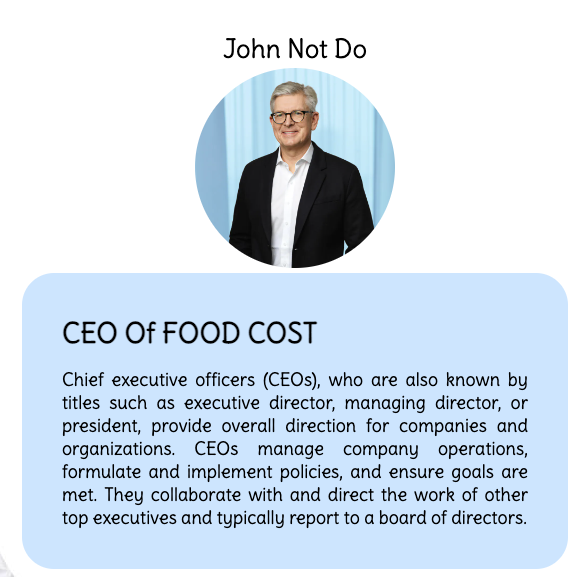 John Not Do
CEO Of FOOD COST
Chief executive officers (CEOs), who are also known by
titles such as executive director, managing director, or
president, provide overall direction for companies and
organizations. CEOs manage company operations,
formulate and implement policies, and ensure goals are
met. They collaborate with and direct the work of other
top executives and typically report to a board of directors.